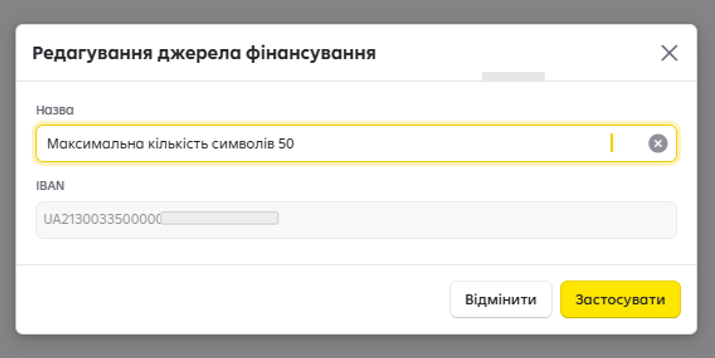 Редагування джерела фінансування
Назва
Максимальна кількість символів 50
IBAN
UA2130033500000
Відмінити
Застосувати